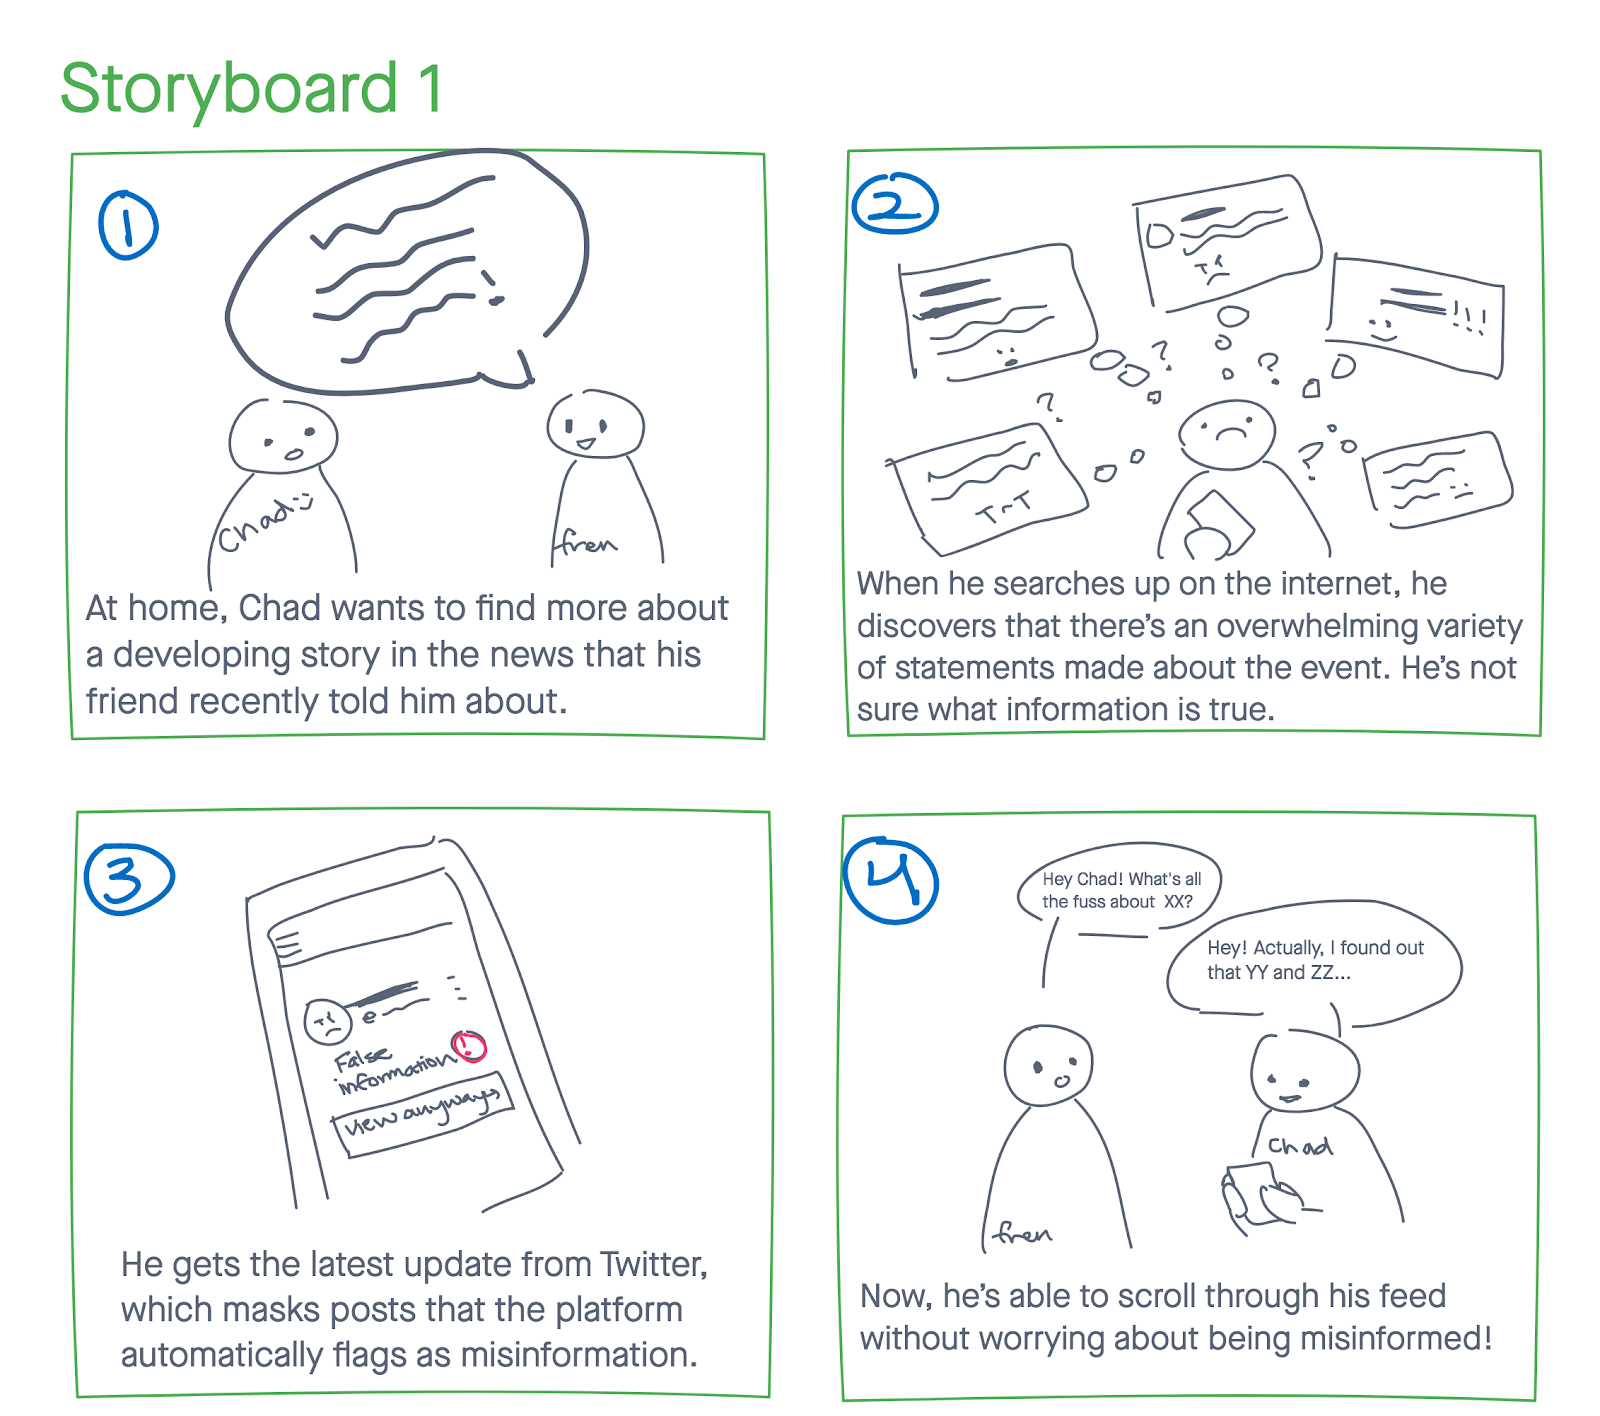 Storyboard 1
1
Chad
fren
At home, Chad wants to find more about
a developing story in the news that his
friend recently told him about.
2
? ?
!!!
?
?
T~T
When he searches up on the internet, he
discovers that there's an overwhelming variety
of statements made about the event. He's not
sure what information is true.
3
e
False
information !
view anyways
He gets the latest update from Twitter,
which masks posts that the platform
automatically flags as misinformation.
4
Hey Chad! What's all
the fuss about XX?
Hey! Actually, I found out
that YY and ZZ...
Chad
fren
Now, he's able to scroll through his feed
without worrying about being misinformed!